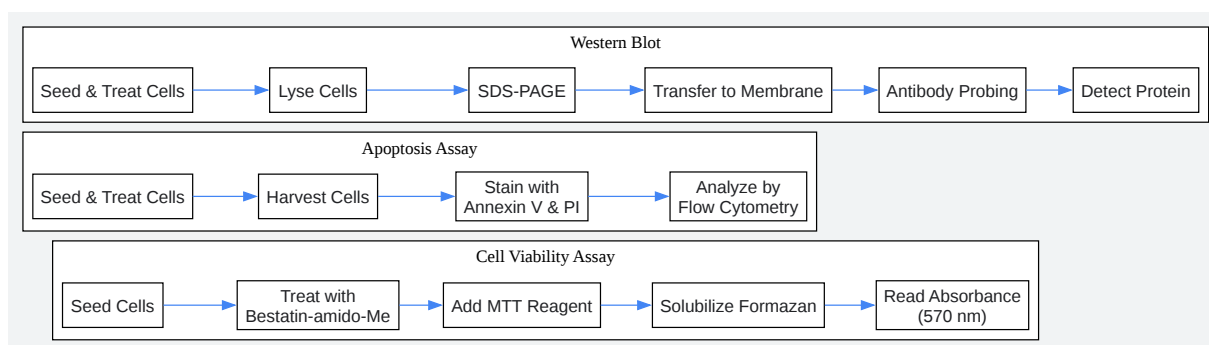 Western Blot
Seed & Treat Cells
Lyse Cells
SDS-PAGE
Transfer to Membrane
Antibody Probing
Detect Protein
Apoptosis Assay
Seed & Treat Cells
Harvest Cells
Stain with
Annexin V & PI
Analyze by
Flow Cytometry
Cell Viability Assay
Seed Cells
Treat with
Bestatin-amido-Me
Add MTT Reagent
Solubilize Formazan
Read Absorbance
(570 nm)